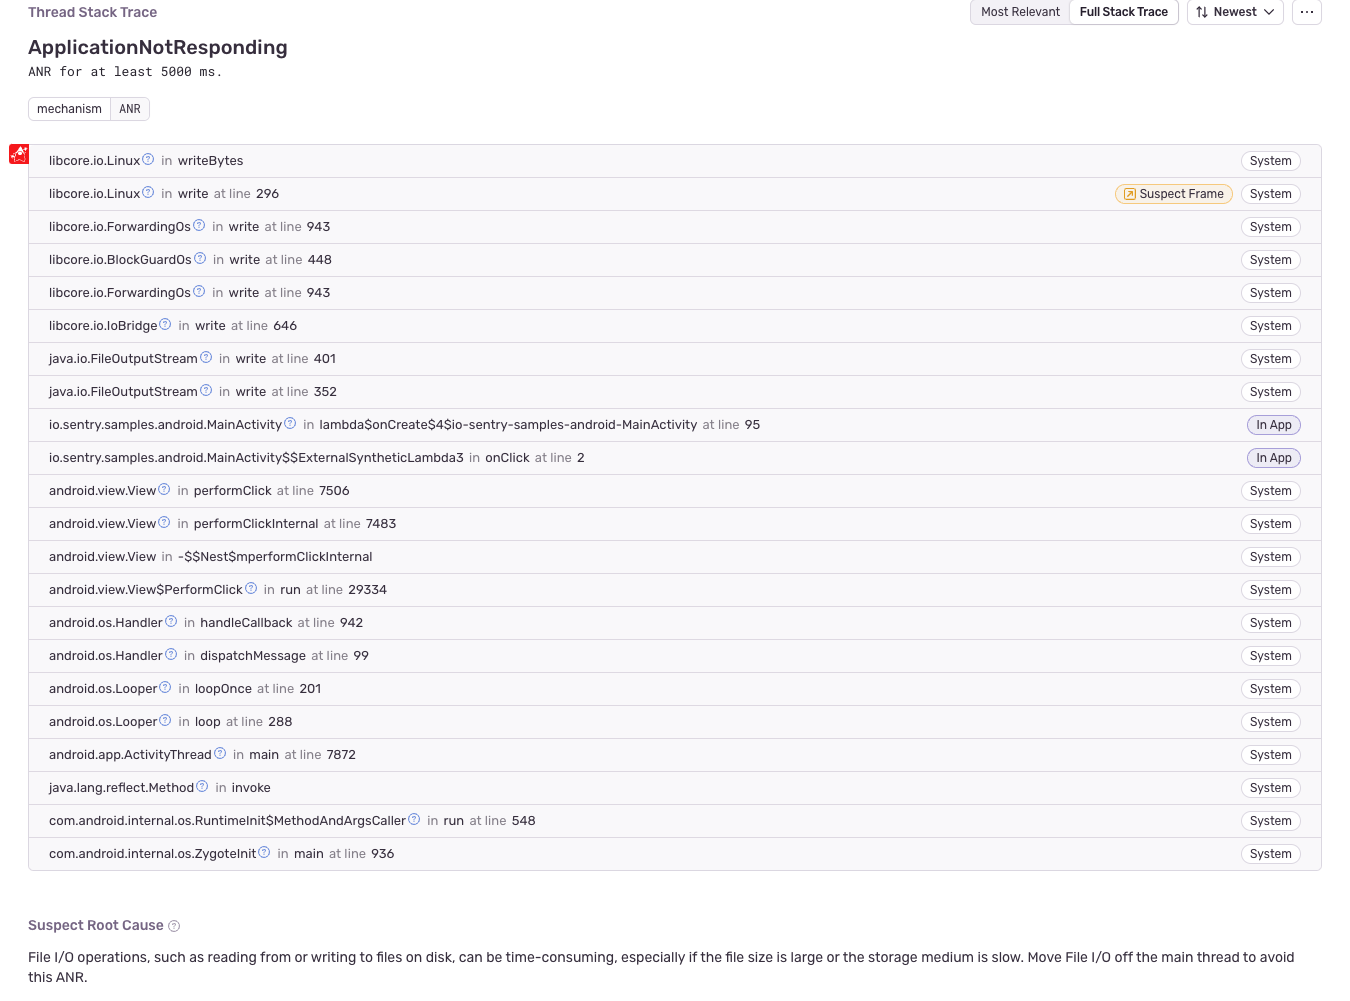 Thread Stack Trace
Most Relevant Full Stack Trace Newest
ApplicationNotResponding
ANR for at least 5000 ms.
mechanism ANR
libcore.io.Linux in writeBytes System
libcore.io.Linux in write at line 296 Suspect Frame System
libcore.io.ForwardingOs in write at line 943 System
libcore.io.BlockGuardOs in write at line 448 System
libcore.io.ForwardingOs in write at line 943 System
libcore.io.IoBridge in write at line 646 System
java.io.FileOutputStream in write at line 401 System
java.io.FileOutputStream in write at line 352 System
io.sentry.samples.android.MainActivity in lambda$onCreate$4$io-sentry-samples-android-MainActivity at line 95 In App
io.sentry.samples.android.MainActivity$$ExternalSyntheticLambda3 in onClick at line 2 In App
android.view.View in performClick at line 7506 System
android.view.View in performClickInternal at line 7483 System
android.view.View in -$$Nest$mperformClickInternal System
android.view.View$PerformClick in run at line 29334 System
android.os.Handler in handleCallback at line 942 System
android.os.Handler in dispatchMessage at line 99 System
android.os.Looper in loopOnce at line 201 System
android.os.Looper in loop at line 288 System
android.app.ActivityThread in main at line 7872 System
java.lang.reflect.Method in invoke System
com.android.internal.os.RuntimeInit$MethodAndArgsCaller in run at line 548 System
com.android.internal.os.ZygoteInit in main at line 936 System
Suspect Root Cause
File I/O operations, such as reading from or writing to files on disk, can be time-consuming, especially if the file size is large or the storage medium is slow. Move File I/O off the main thread to avoid
this ANR.